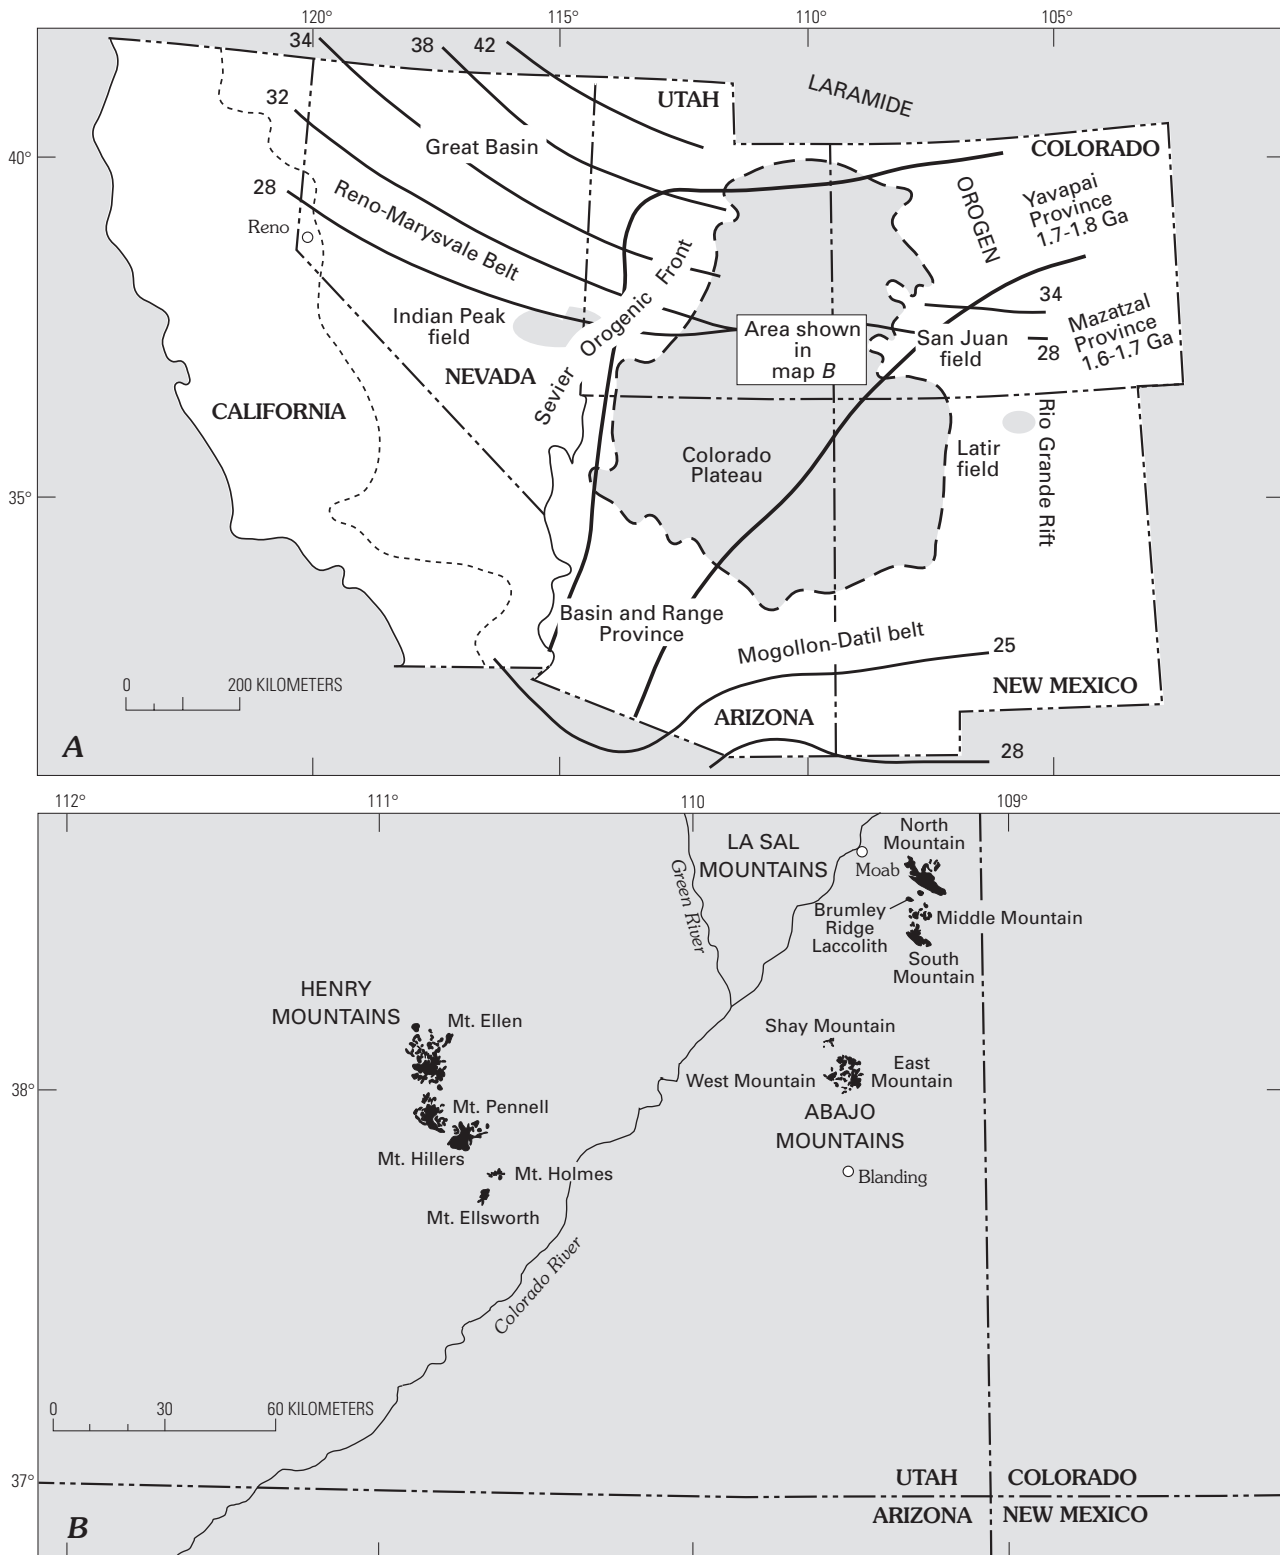 120°
115°
110°
105°
34
38
42
LARAMIDE
32
UTAH
40°
Great Basin
COLORADO
28
Reno-Marysvale Belt
OROGEN
Yavapai
Province
1.7-1.8 Ga
Reno
34
Indian Peak
field
Sevier Orogenic Front
Area shown
in
map B
San Juan
field
28
Mazatzal
Province
1.6-1.7 Ga
NEVADA
CALIFORNIA
Colorado
Plateau
Latir
field
Rio Grande Rift
35°
Basin and Range
Province
Mogollon-Datil belt
25
0
200 KILOMETERS
NEW MEXICO
ARIZONA
A
28
112°
111°
110
109°
North
Mountain
LA SAL
MOUNTAINS
Moab
Green River
Brumley
Ridge
Laccolith
Middle Mountain
South
Mountain
HENRY
MOUNTAINS
Mt. Ellen
Shay Mountain
38°
West Mountain
East
Mountain
Mt. Pennell
ABAJO
MOUNTAINS
Mt. Hillers
Mt. Holmes
Blanding
Mt. Ellsworth
Colorado River
0
30
60 KILOMETERS
37°
UTAH
COLORADO
ARIZONA
NEW MEXICO
B